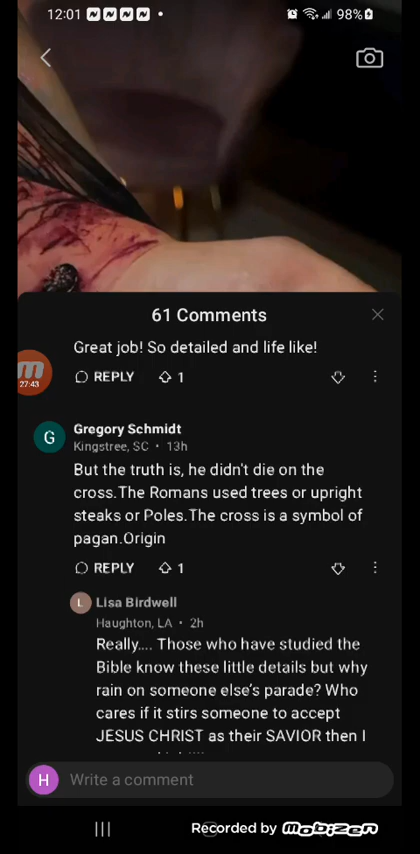 12:01
98%
61 Comments
Great job! So detailed and life like!
REPLY 1
27:43
G
Gregory Schmidt
Kingstree, SC • 13h
But the truth is, he didn't die on the
cross.The Romans used trees or upright
steaks or Poles.The cross is a symbol of
pagan.Origin
REPLY 1
L Lisa Birdwell
Haughton, LA • 2h
Really.... Those who have studied the
Bible know these little details but why
rain on someone else's parade? Who
cares if it stirs someone to accept
JESUS CHRIST as their SAVIOR then I
H Write a comment
Recorded by Mobizen